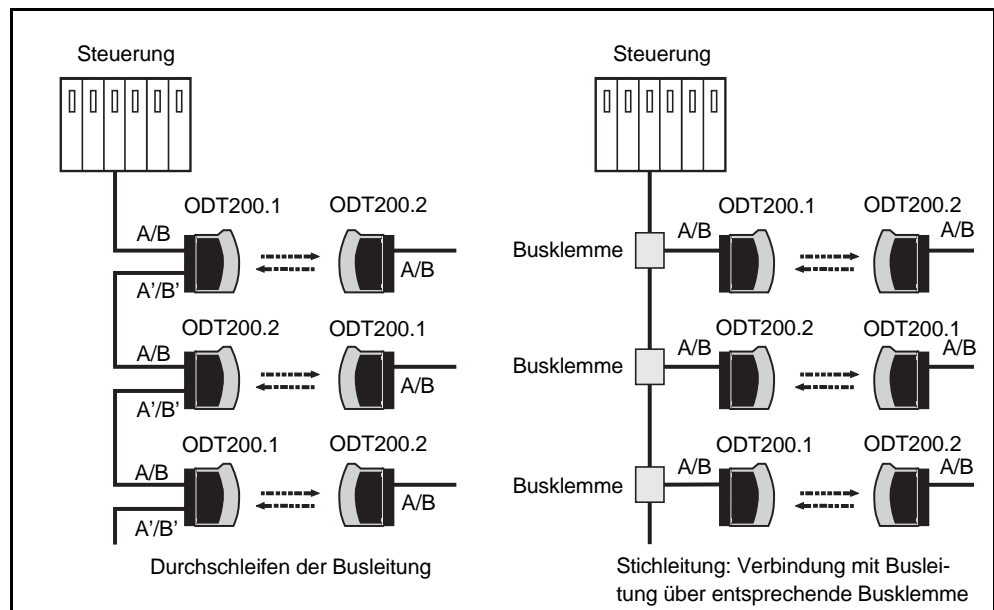 Steuerung
ODT200.1 ODT200.2
A/B
A/B
A'/B'
ODT200.2 ODT200.1
A/B
A/B
A'/B'
ODT200.1 ODT200.2
A/B
A/B
A'/B'
Durchschleifen der Busleitung
Steuerung
ODT200.1 ODT200.2
A/B A/B
Busklemme
ODT200.2 ODT200.1
A/B A/B
Busklemme
ODT200.1 ODT200.2
A/B A/B
Busklemme
Stichleitung: Verbindung mit Buslei-
tung über entsprechende Busklemme